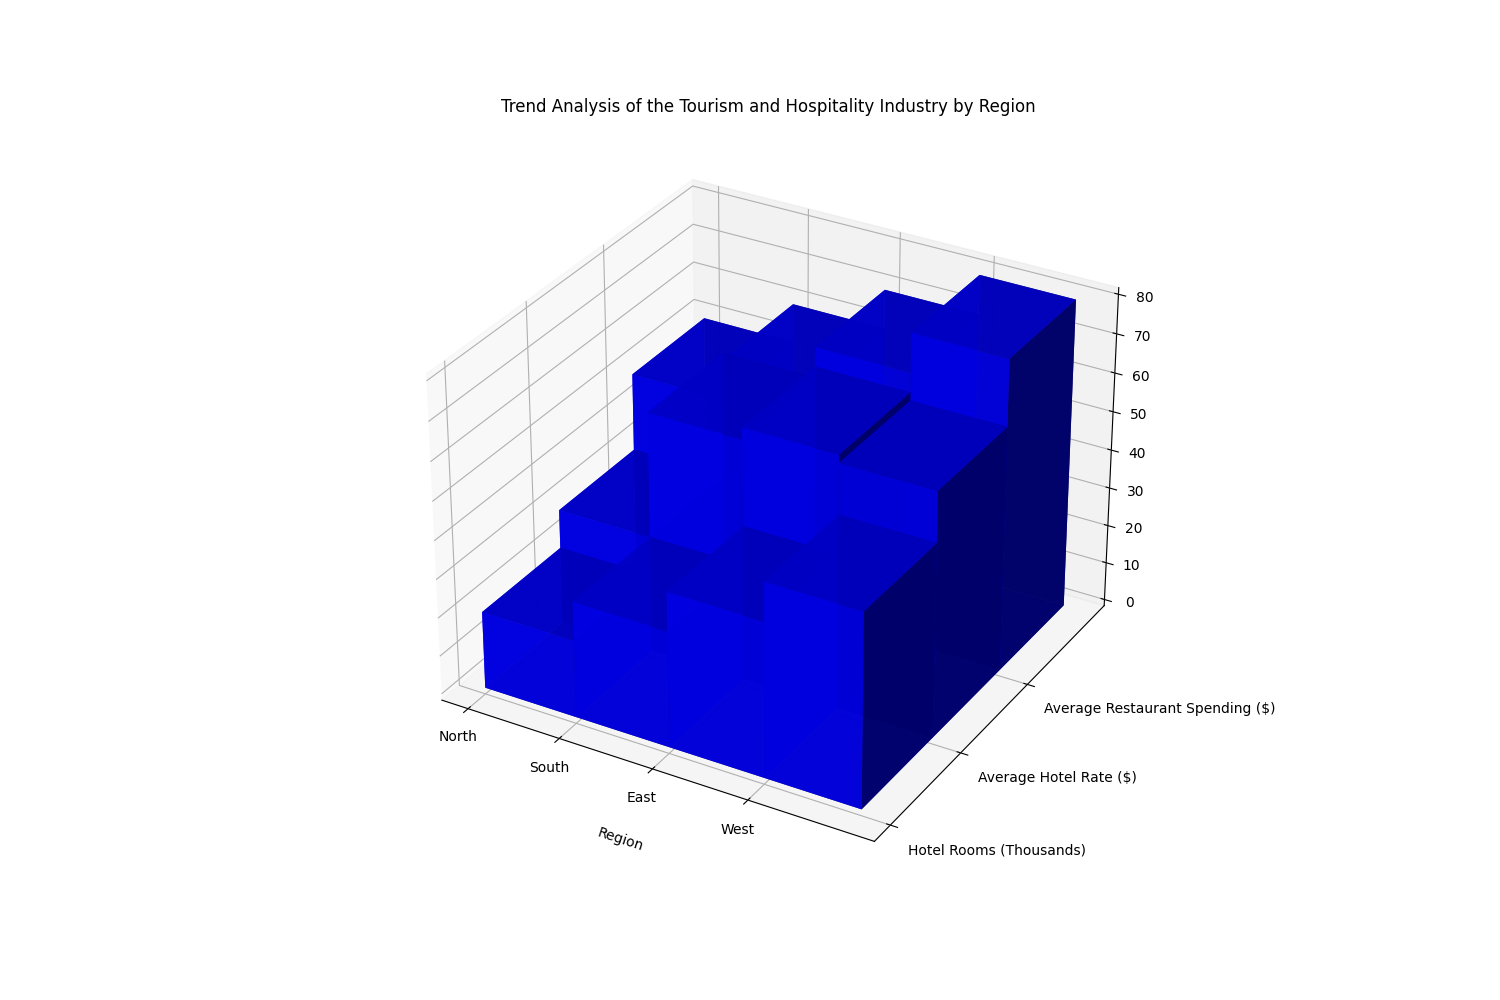 Trend Analysis of the Tourism and Hospitality Industry by Region
80
70
60
50
40
30
20
10
0
North
South
East
West
Region
Average Restaurant Spending ($)
Average Hotel Rate ($)
Hotel Rooms (Thousands)